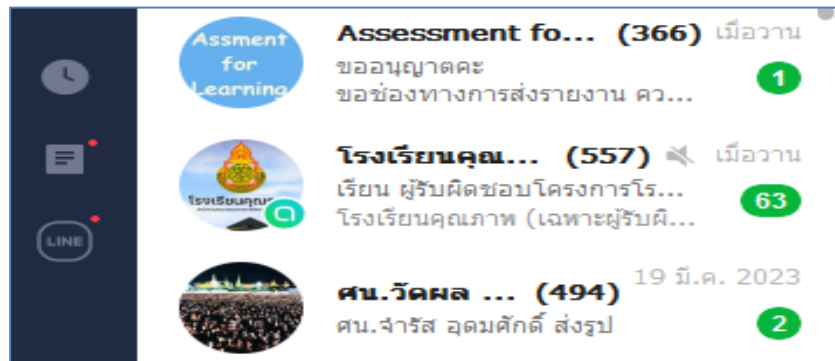 Assment
for
Learning
Assessment fo... (366) เมื่อวาน
ขออนุญาตคะ
ขอช่องทางการส่งรายงาน คว...
1
โรงเรียนคุณ... (557) เมื่อวาน
เรียน ผู้รับผิดชอบโครงการโร...
โรงเรียนคุณภาพ (เฉพาะผู้รับผิ...
63
ศน.วัดผล ... (494) 19 มี.ค. 2023
ศน.จำรัส อุดมศักดิ์ ส่งรูป
2
LINE